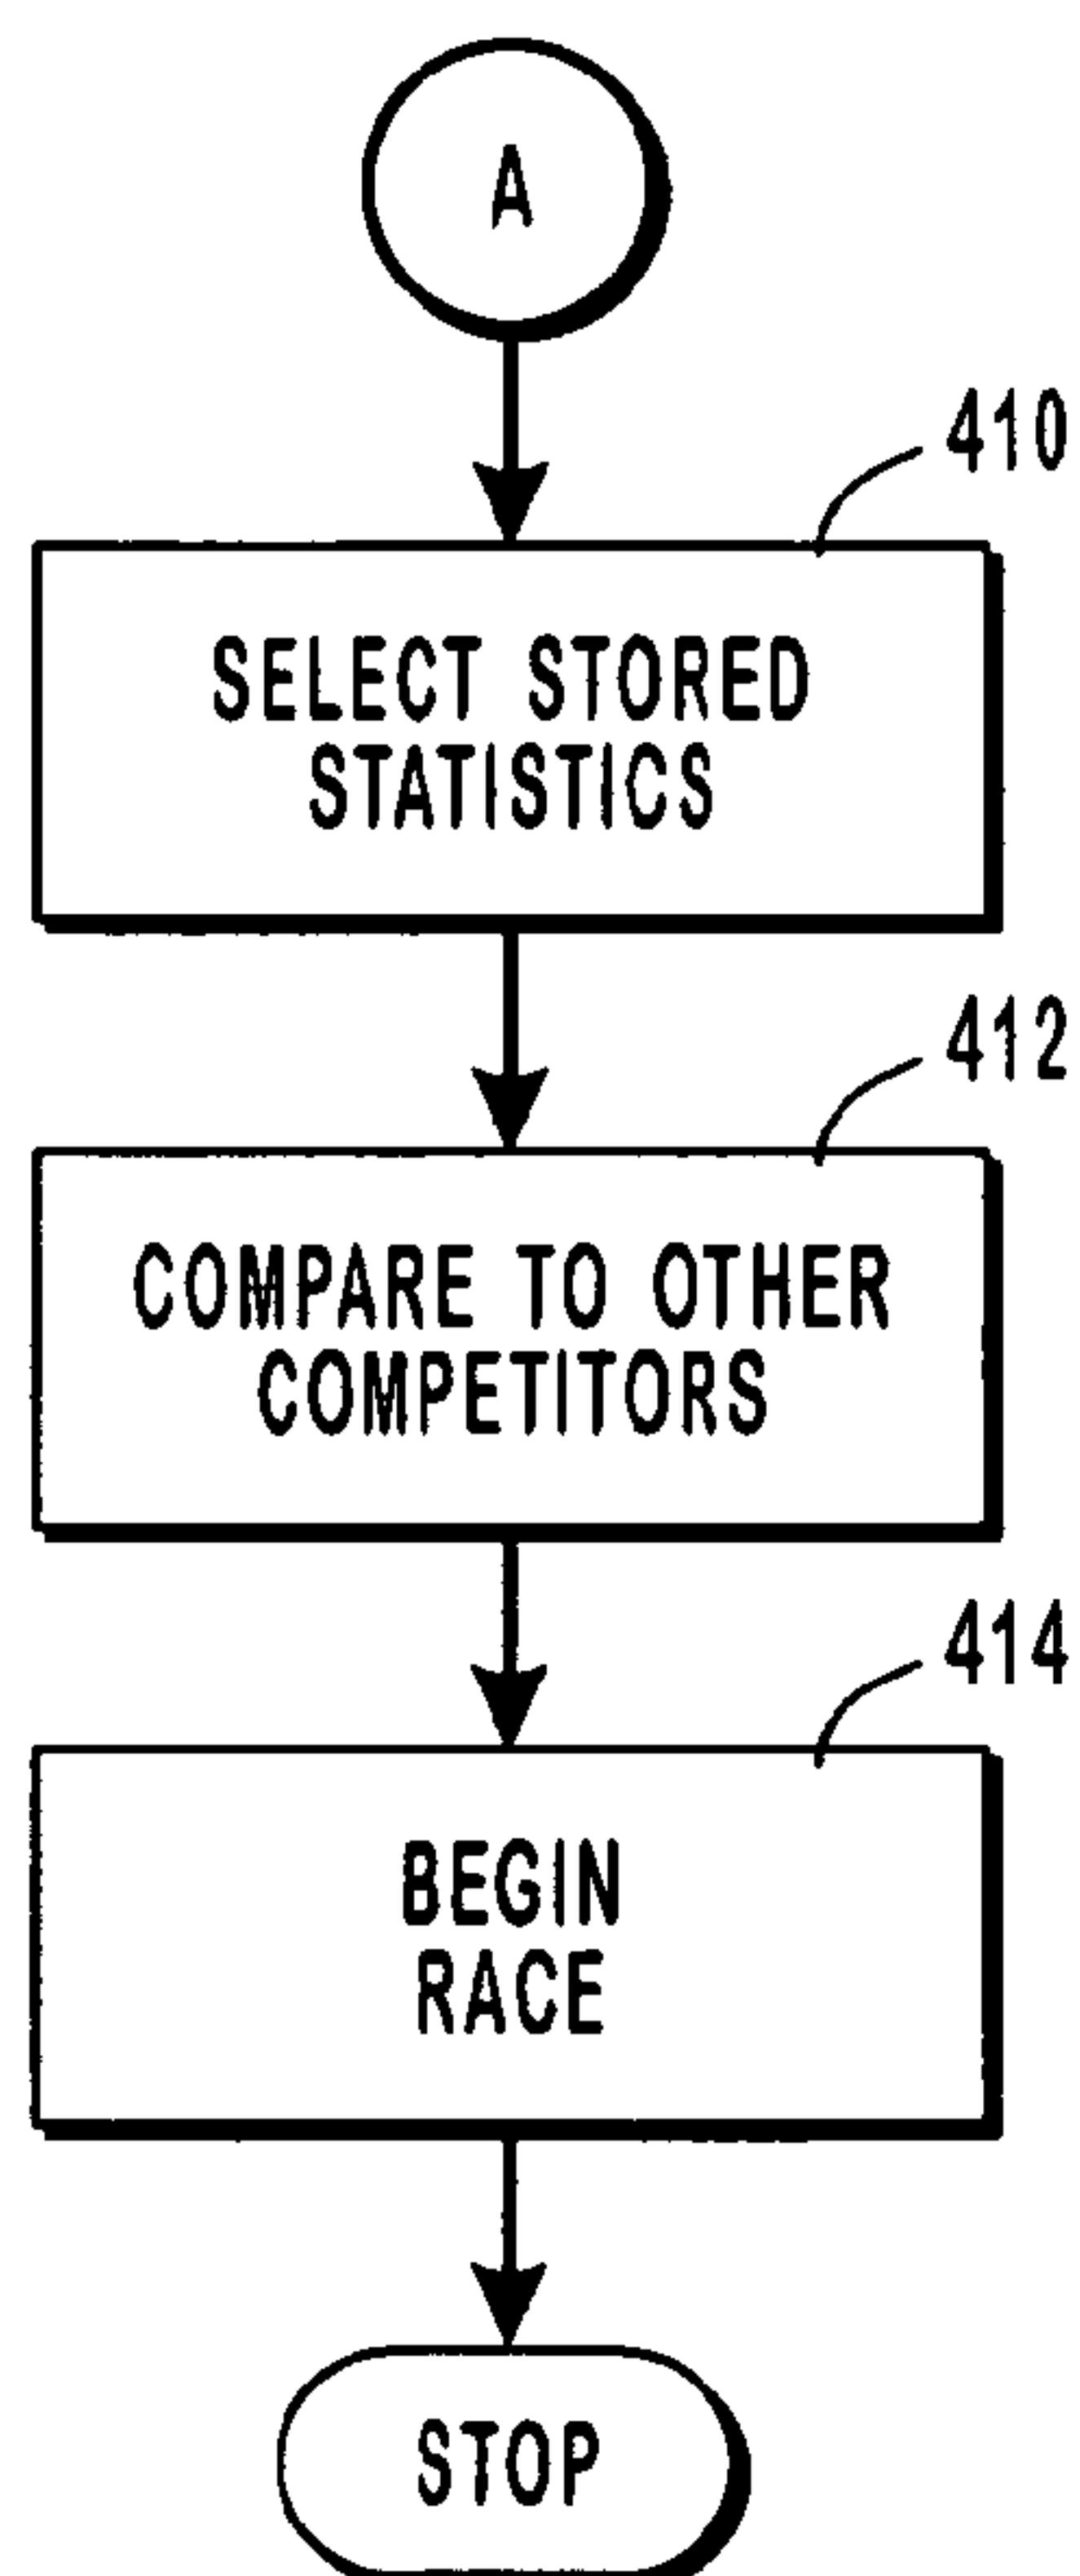 A
410
SELECT STORED
STATISTICS
412
COMPARE TO OTHER
COMPETITORS
414
BEGIN
RACE
STOP